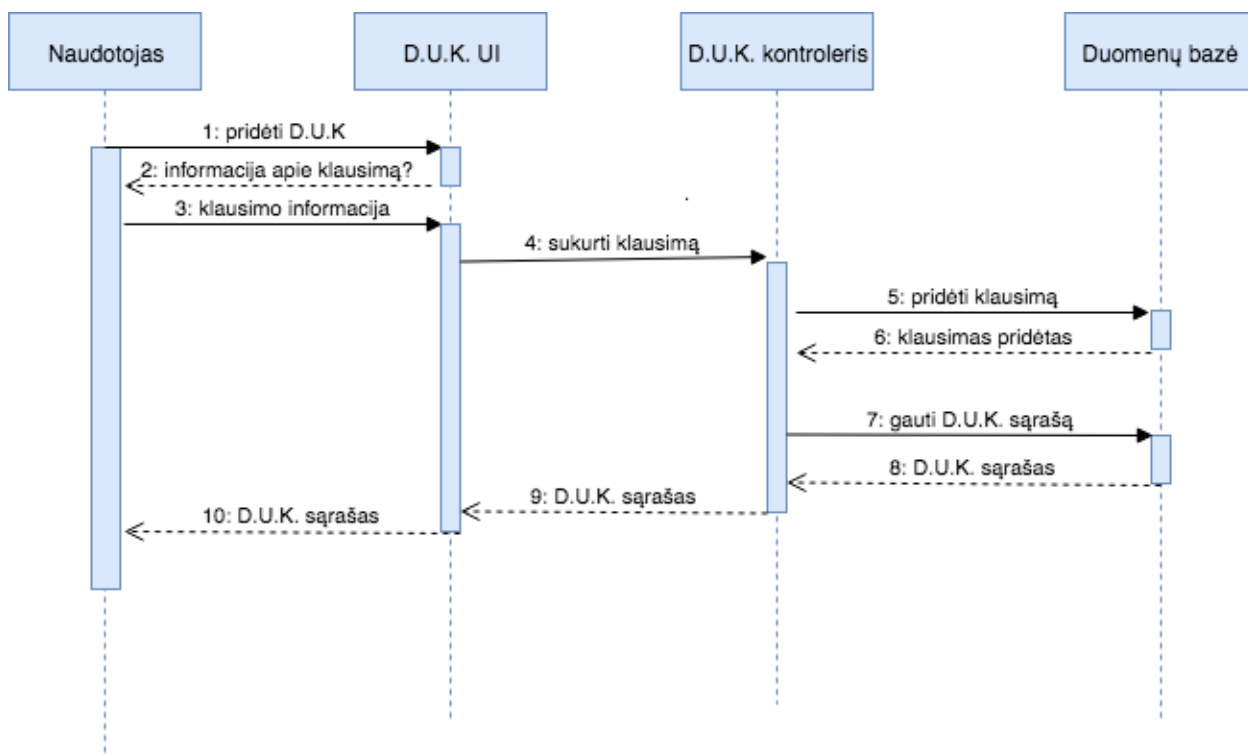 Naudotojas
D.U.K. UI
D.U.K. kontroleris
Duomenų bazė
1: pridėti D.U.K
2: informacija apie klausimą?
3: klausimo informacija
4: sukurti klausimą
5: pridėti klausimą
6: klausimas pridėtas
7: gauti D.U.K. sąrašą
8: D.U.K. sąrašas
9: D.U.K. sąrašas
10: D.U.K. sąrašas